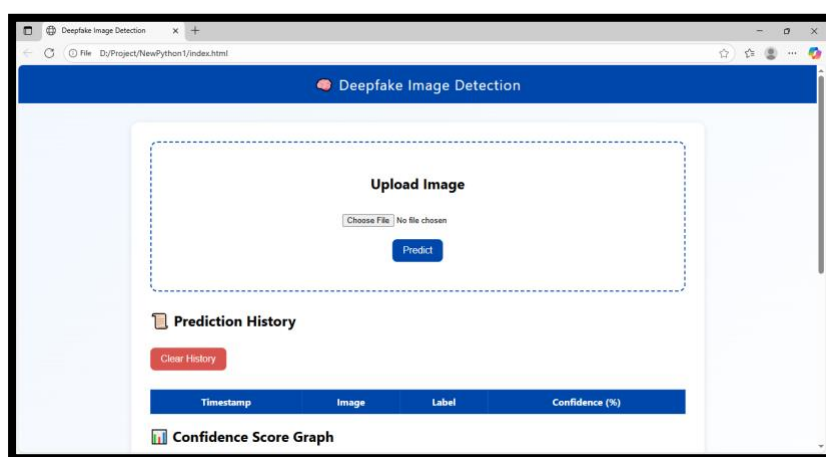 Deepfake Image Detection
File D:/Project/NewPython1/index.html
Deepfake Image Detection
Upload Image
Choose File No file chosen
Predict
Prediction History
Clear History
Timestamp Image Label Confidence (%)
Confidence Score Graph